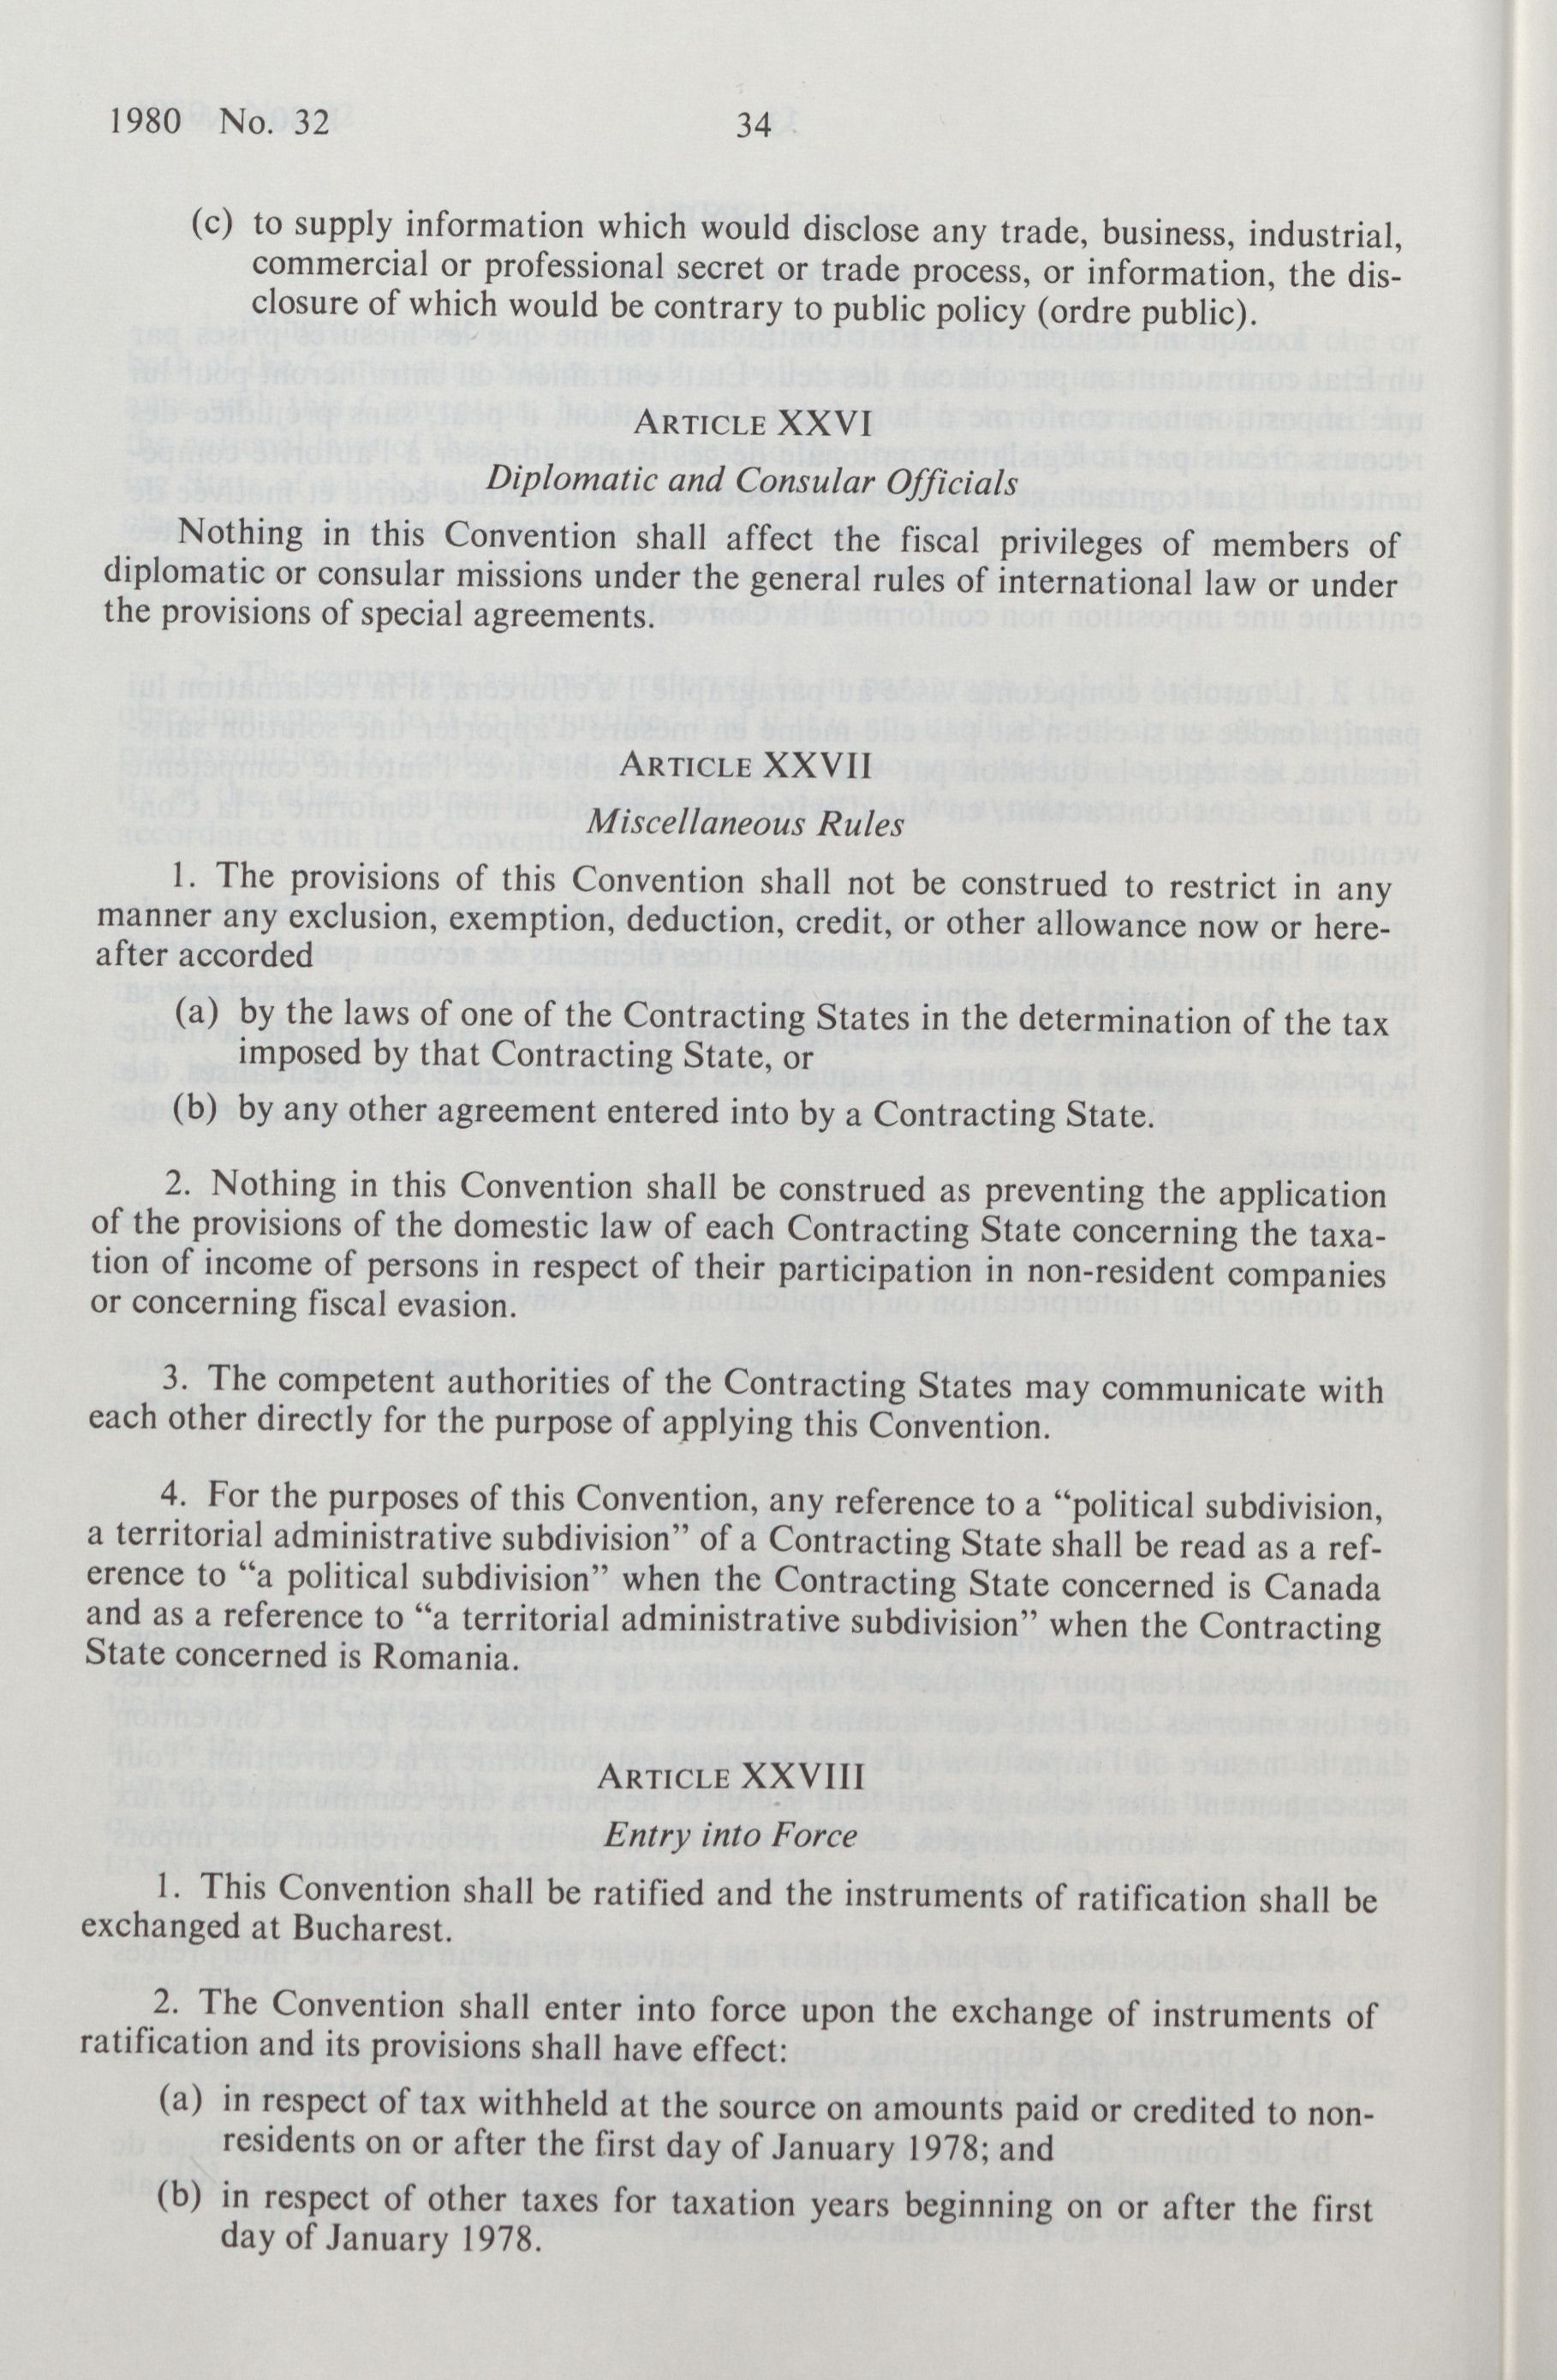 1980 No. 32
34
(c) to supply information which would disclose any trade, business, industrial,
commercial or professional secret or trade process, or information, the dis-
closure of which would be contrary to public policy (ordre public).
ARTICLE XXVI
Diplomatic and Consular Officials
Nothing in this Convention shall affect the fiscal privileges of members of
diplomatic or consular missions under the general rules of international law or under
the provisions of special agreements.
ARTICLE XXVII
Miscellaneous Rules
1. The provisions of this Convention shall not be construed to restrict in any
manner any exclusion, exemption, deduction, credit, or other allowance now or here-
after accorded
(a) by the laws of one of the Contracting States in the determination of the tax
imposed by that Contracting State, or
(b) by any other agreement entered into by a Contracting State.
2. Nothing in this Convention shall be construed as preventing the application
of the provisions of the domestic law of each Contracting State concerning the taxa-
tion of income of persons in respect of their participation in non-resident companies
or concerning fiscal evasion.
3. The competent authorities of the Contracting States may communicate with
each other directly for the purpose of applying this Convention.
4. For the purposes of this Convention, any reference to a “political subdivision,
a territorial administrative subdivision” of a Contracting State shall be read as a ref-
erence to “a political subdivision” when the Contracting State concerned is Canada
and as a reference to “a territorial administrative subdivision” when the Contracting
State concerned is Romania.
ARTICLE XXVIII
Entry into Force
1. This Convention shall be ratified and the instruments of ratification shall be
exchanged at Bucharest.
2. The Convention shall enter into force upon the exchange of instruments of
ratification and its provisions shall have effect:
(a) in respect of tax withheld at the source on amounts paid or credited to non-
residents on or after the first day of January 1978; and
(b) in respect of other taxes for taxation years beginning on or after the first
day of January 1978.